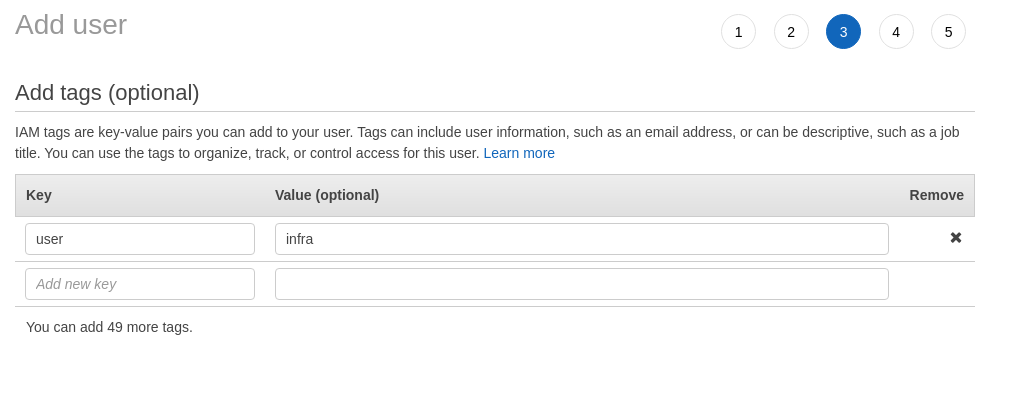 Add user
1 2 3 4 5
Add tags (optional)
IAM tags are key-value pairs you can add to your user. Tags can include user information, such as an email address, or can be descriptive, such as a job
title. You can use the tags to organize, track, or control access for this user. Learn more
Key Value (optional) Remove
user infra
Add new key
You can add 49 more tags.